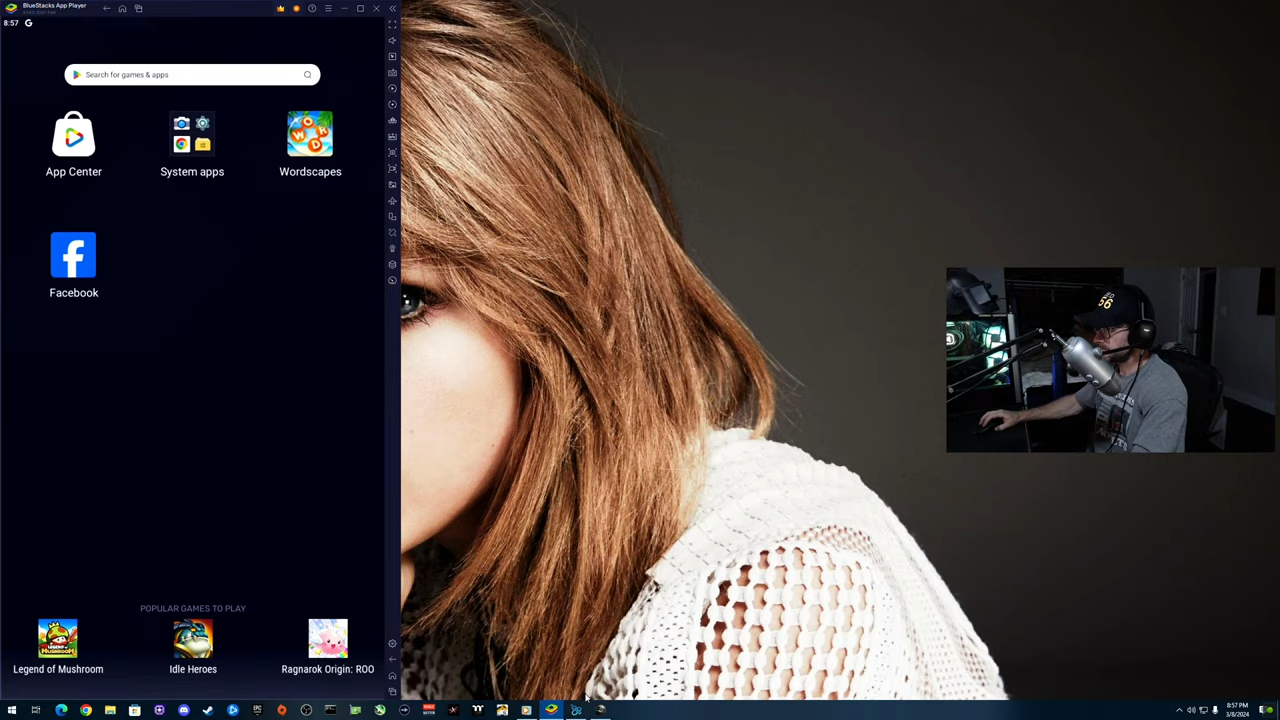 BlueStacks App Player
8:57
Search for games & apps
App Center
System apps
Wordscapes
Facebook
POPULAR GAMES TO PLAY
Legend of Mushroom
Idle Heroes
Ragnarok Origin: ROO
8:57 PM
3/8/2024